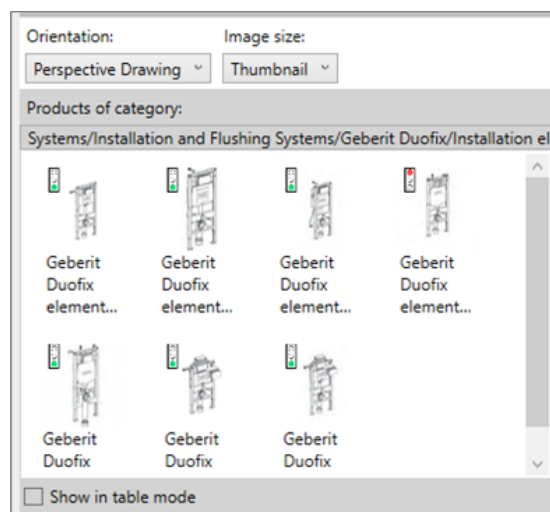 Orientation: Image size:
Perspective Drawing Thumbnail
Products of category:
Systems/Installation and Flushing Systems/Geberit Duofix/Installation el
Geberit Geberit Geberit Geberit
Duofix Duofix Duofix Duofix
element... element... element... element...
Geberit Geberit Geberit
Duofix Duofix Duofix
Show in table mode